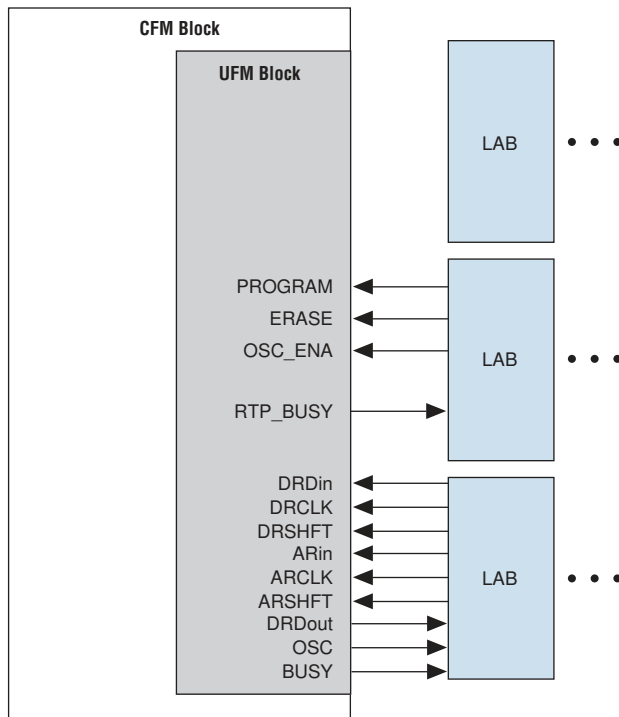 CFM Block
UFM Block
LAB
PROGRAM
ERASE
OSC_ENA
LAB
RTP_BUSY
DRDin
DRCLK
DRSHFT
ARin
ARCLK
LAB
ARSHFT
DRDout
OSC
BUSY